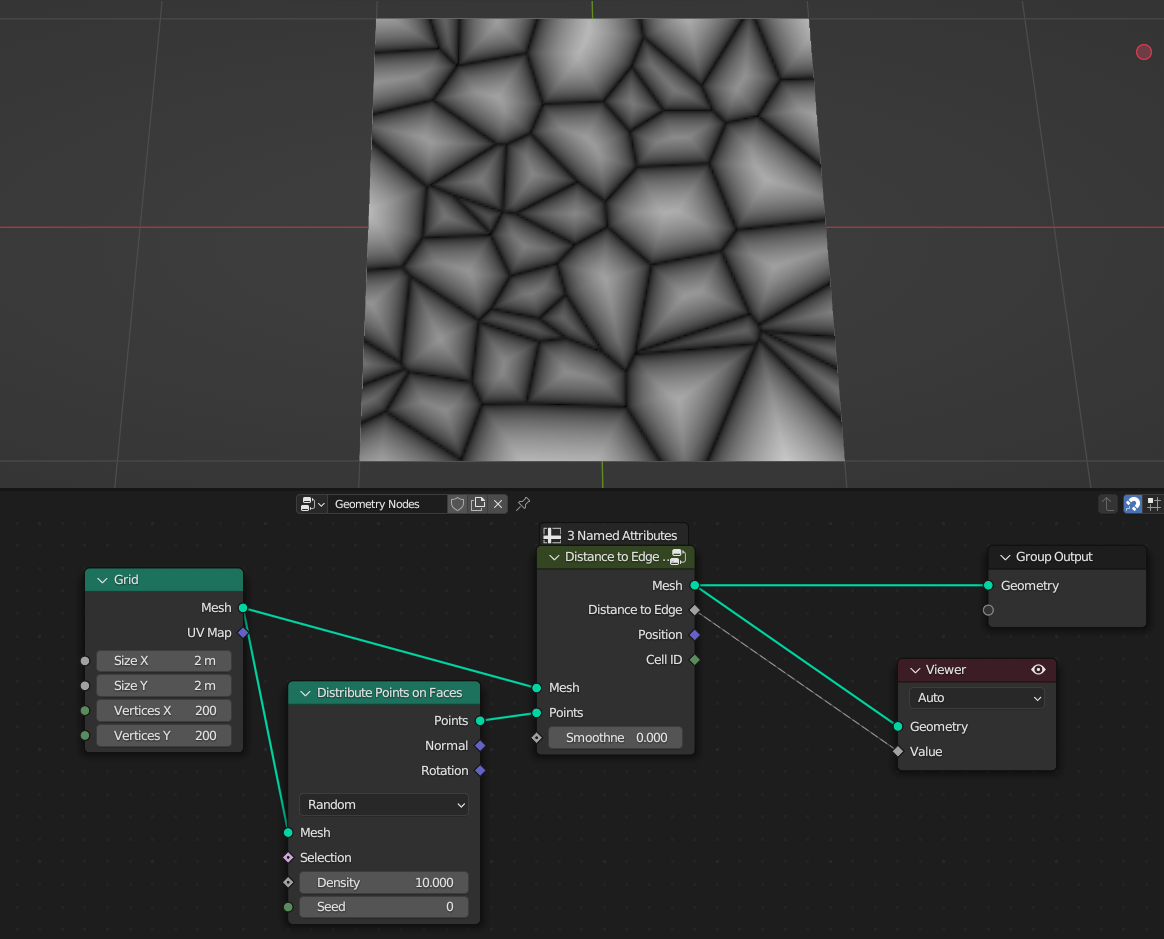 Geometry Nodes
3 Named Attributes
Grid
Mesh
UV Map
Size X 2 m
Size Y 2 m
Vertices X 200
Vertices Y 200
Distribute Points on Faces
Points
Normal
Rotation
Random
Mesh
Selection
Density 10.000
Seed 0
Distance to Edge ..
Mesh
Distance to Edge
Position
Cell ID
Mesh
Points
Smoothne 0.000
Group Output
Geometry
Viewer
Auto
Geometry
Value